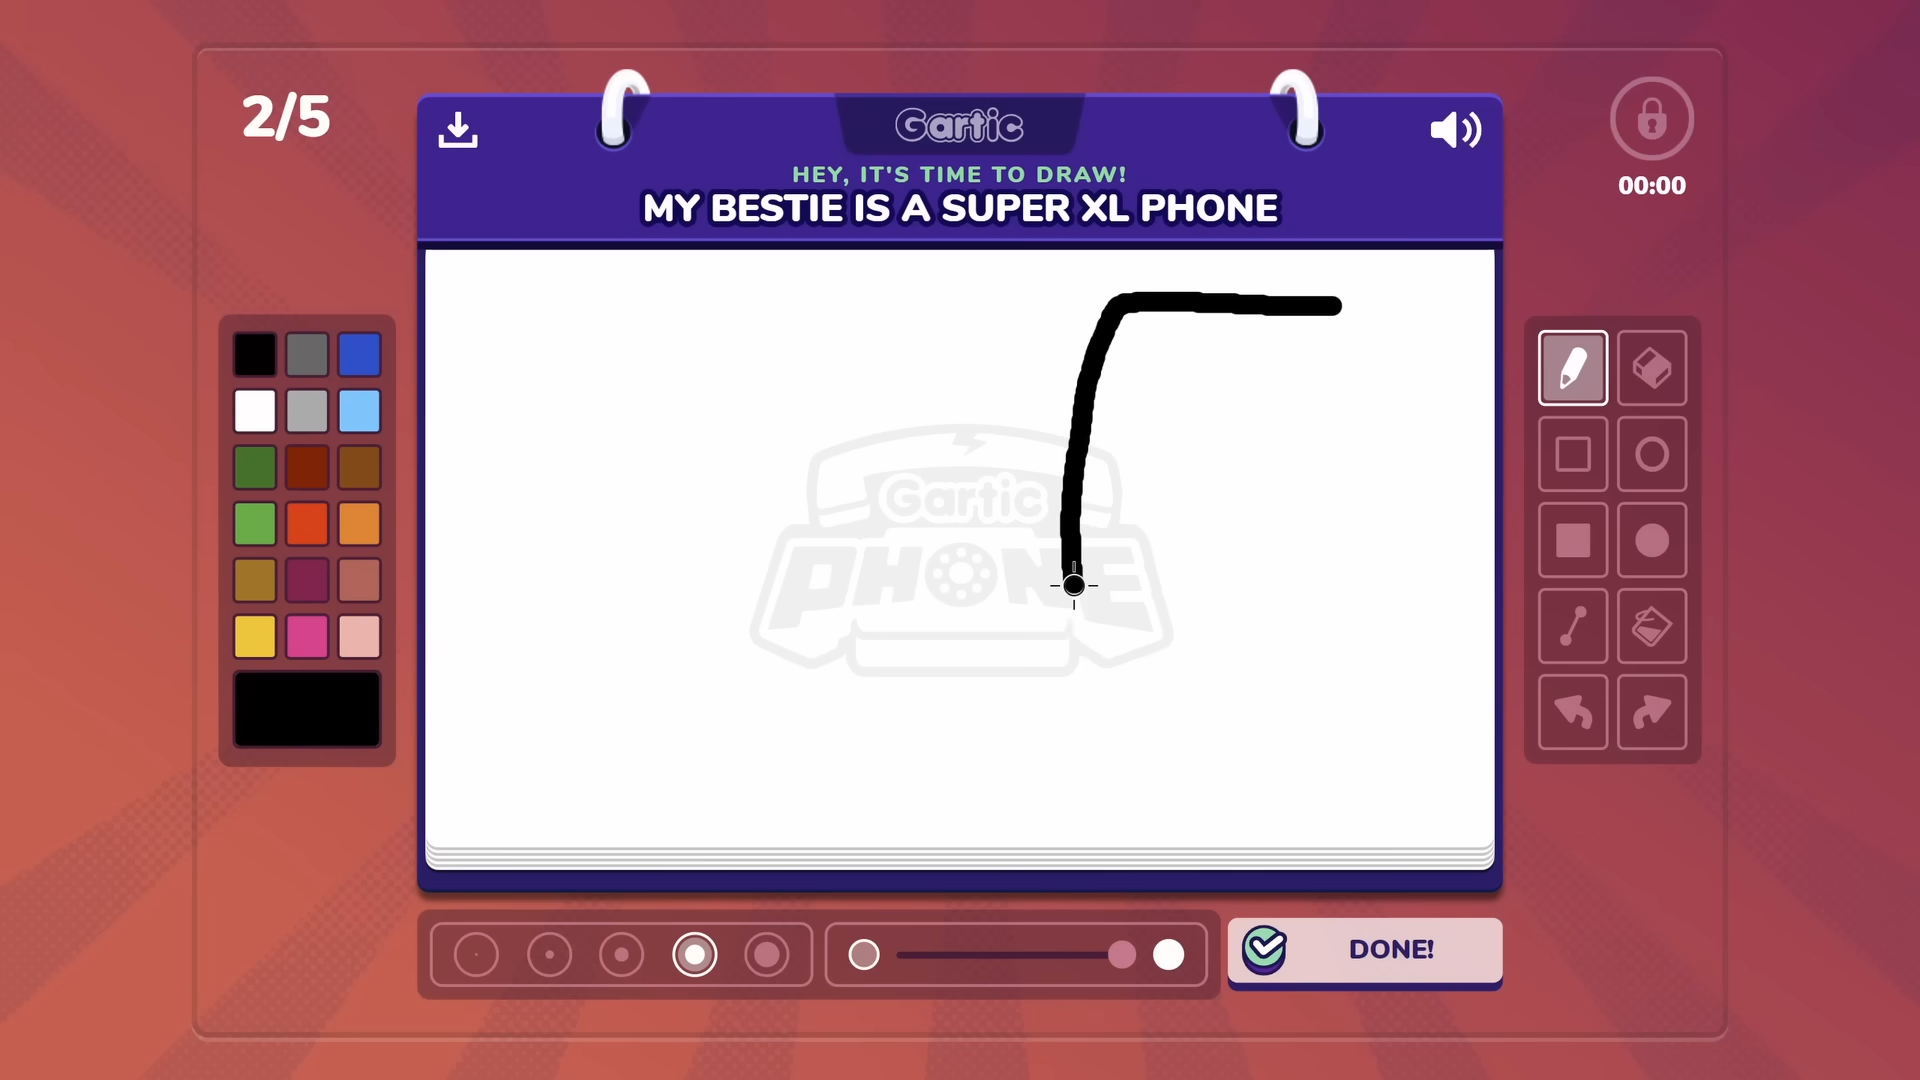 2/5
Gartic
HEY, IT'S TIME TO DRAW!
MY BESTIE IS A SUPER XL PHONE
00:00
Gartic
PHONE
DONE!